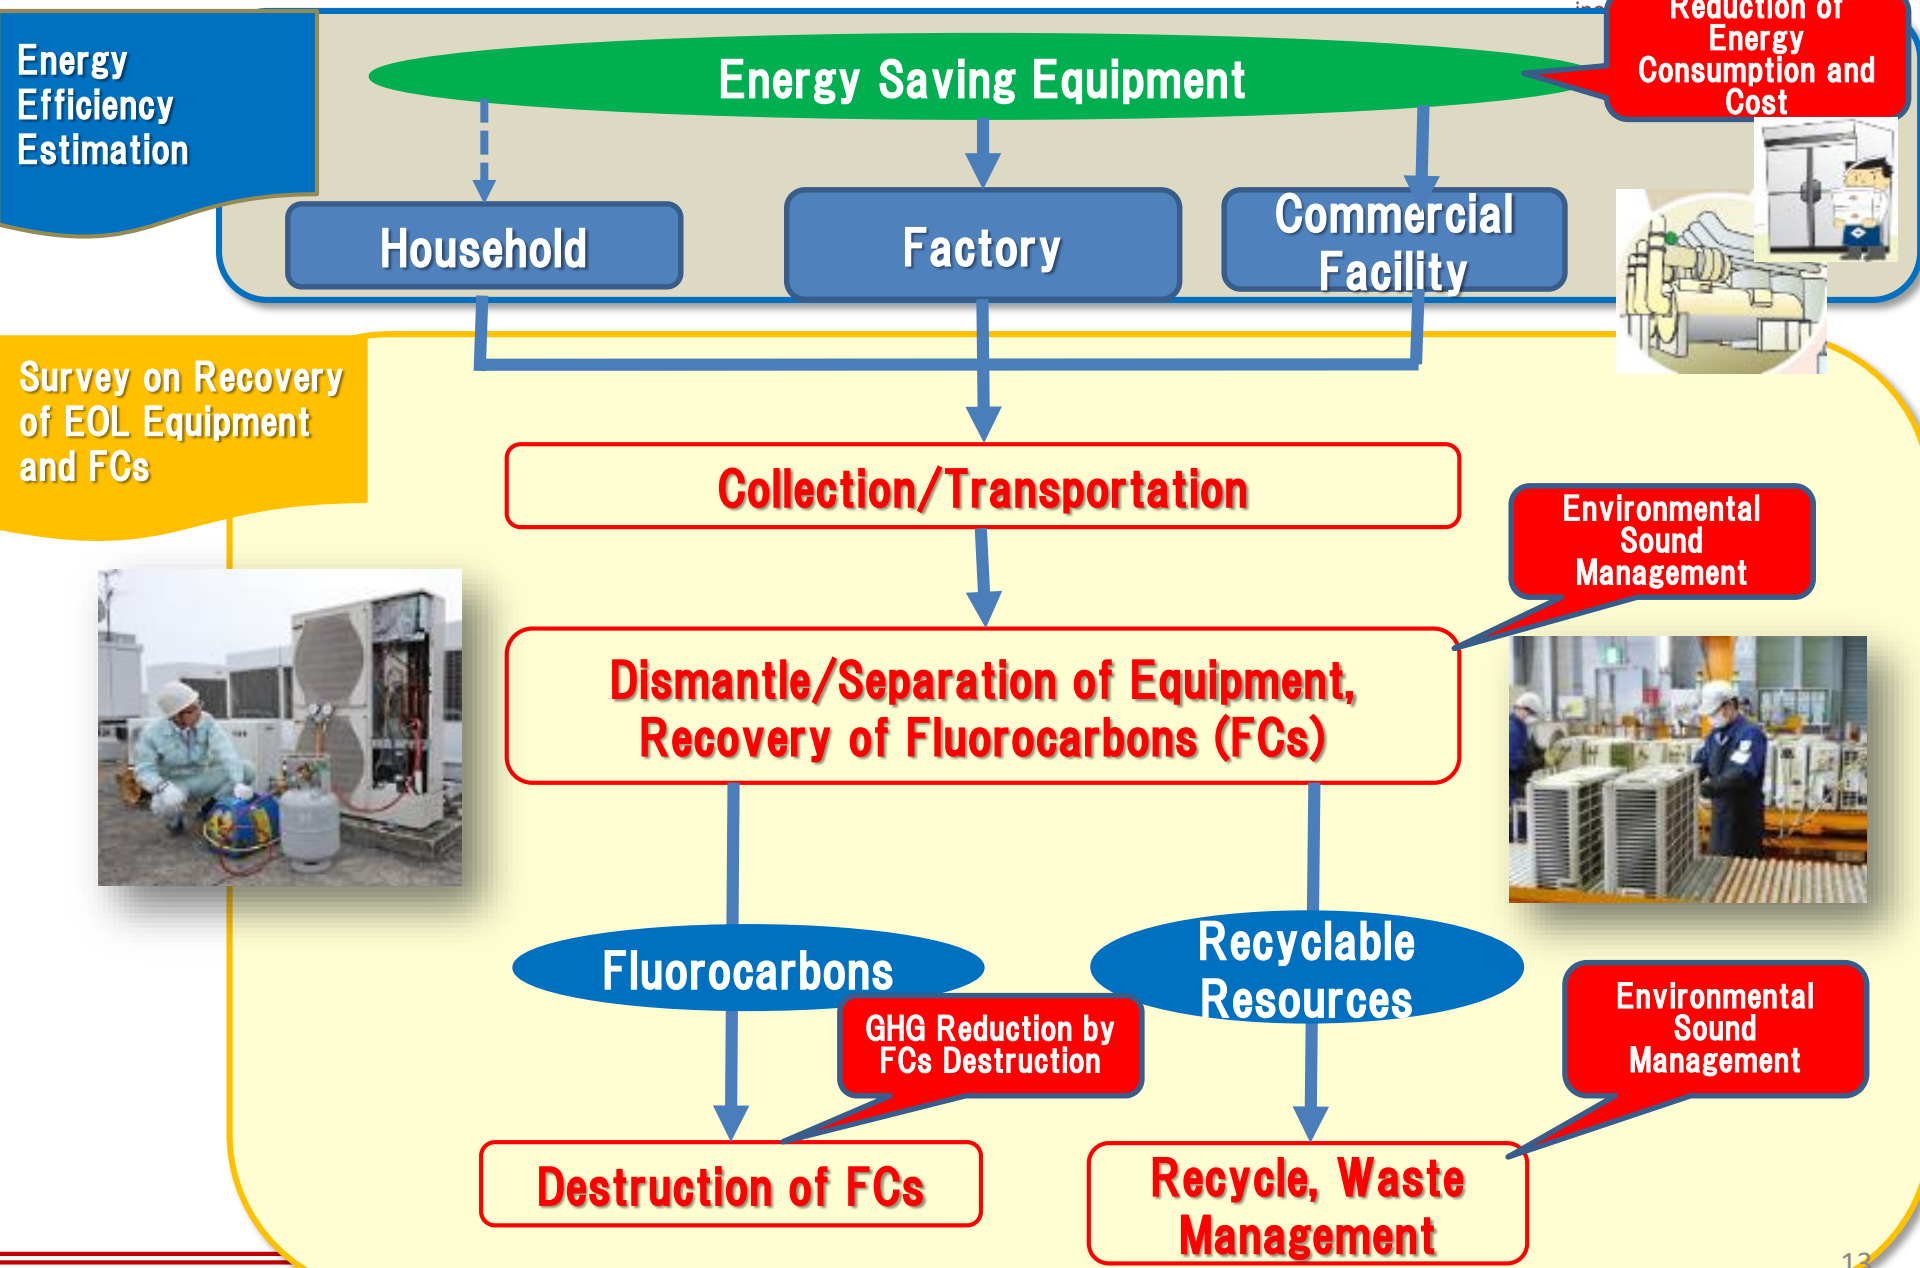 Reduction of
Energy
Consumption and
Cost
Energy
Efficiency
Estimation
Energy Saving Equipment
Household
Factory
Commercial
Facility
Survey on Recovery
of EOL Equipment
and FCs
Collection/Transportation
Environmental
Sound
Management
Dismantle/Separation of Equipment,
Recovery of Fluorocarbons (FCs)
Fluorocarbons
Recyclable
Resources
GHG Reduction by
FCs Destruction
Environmental
Sound
Management
Destruction of FCs
Recycle, Waste
Management
13